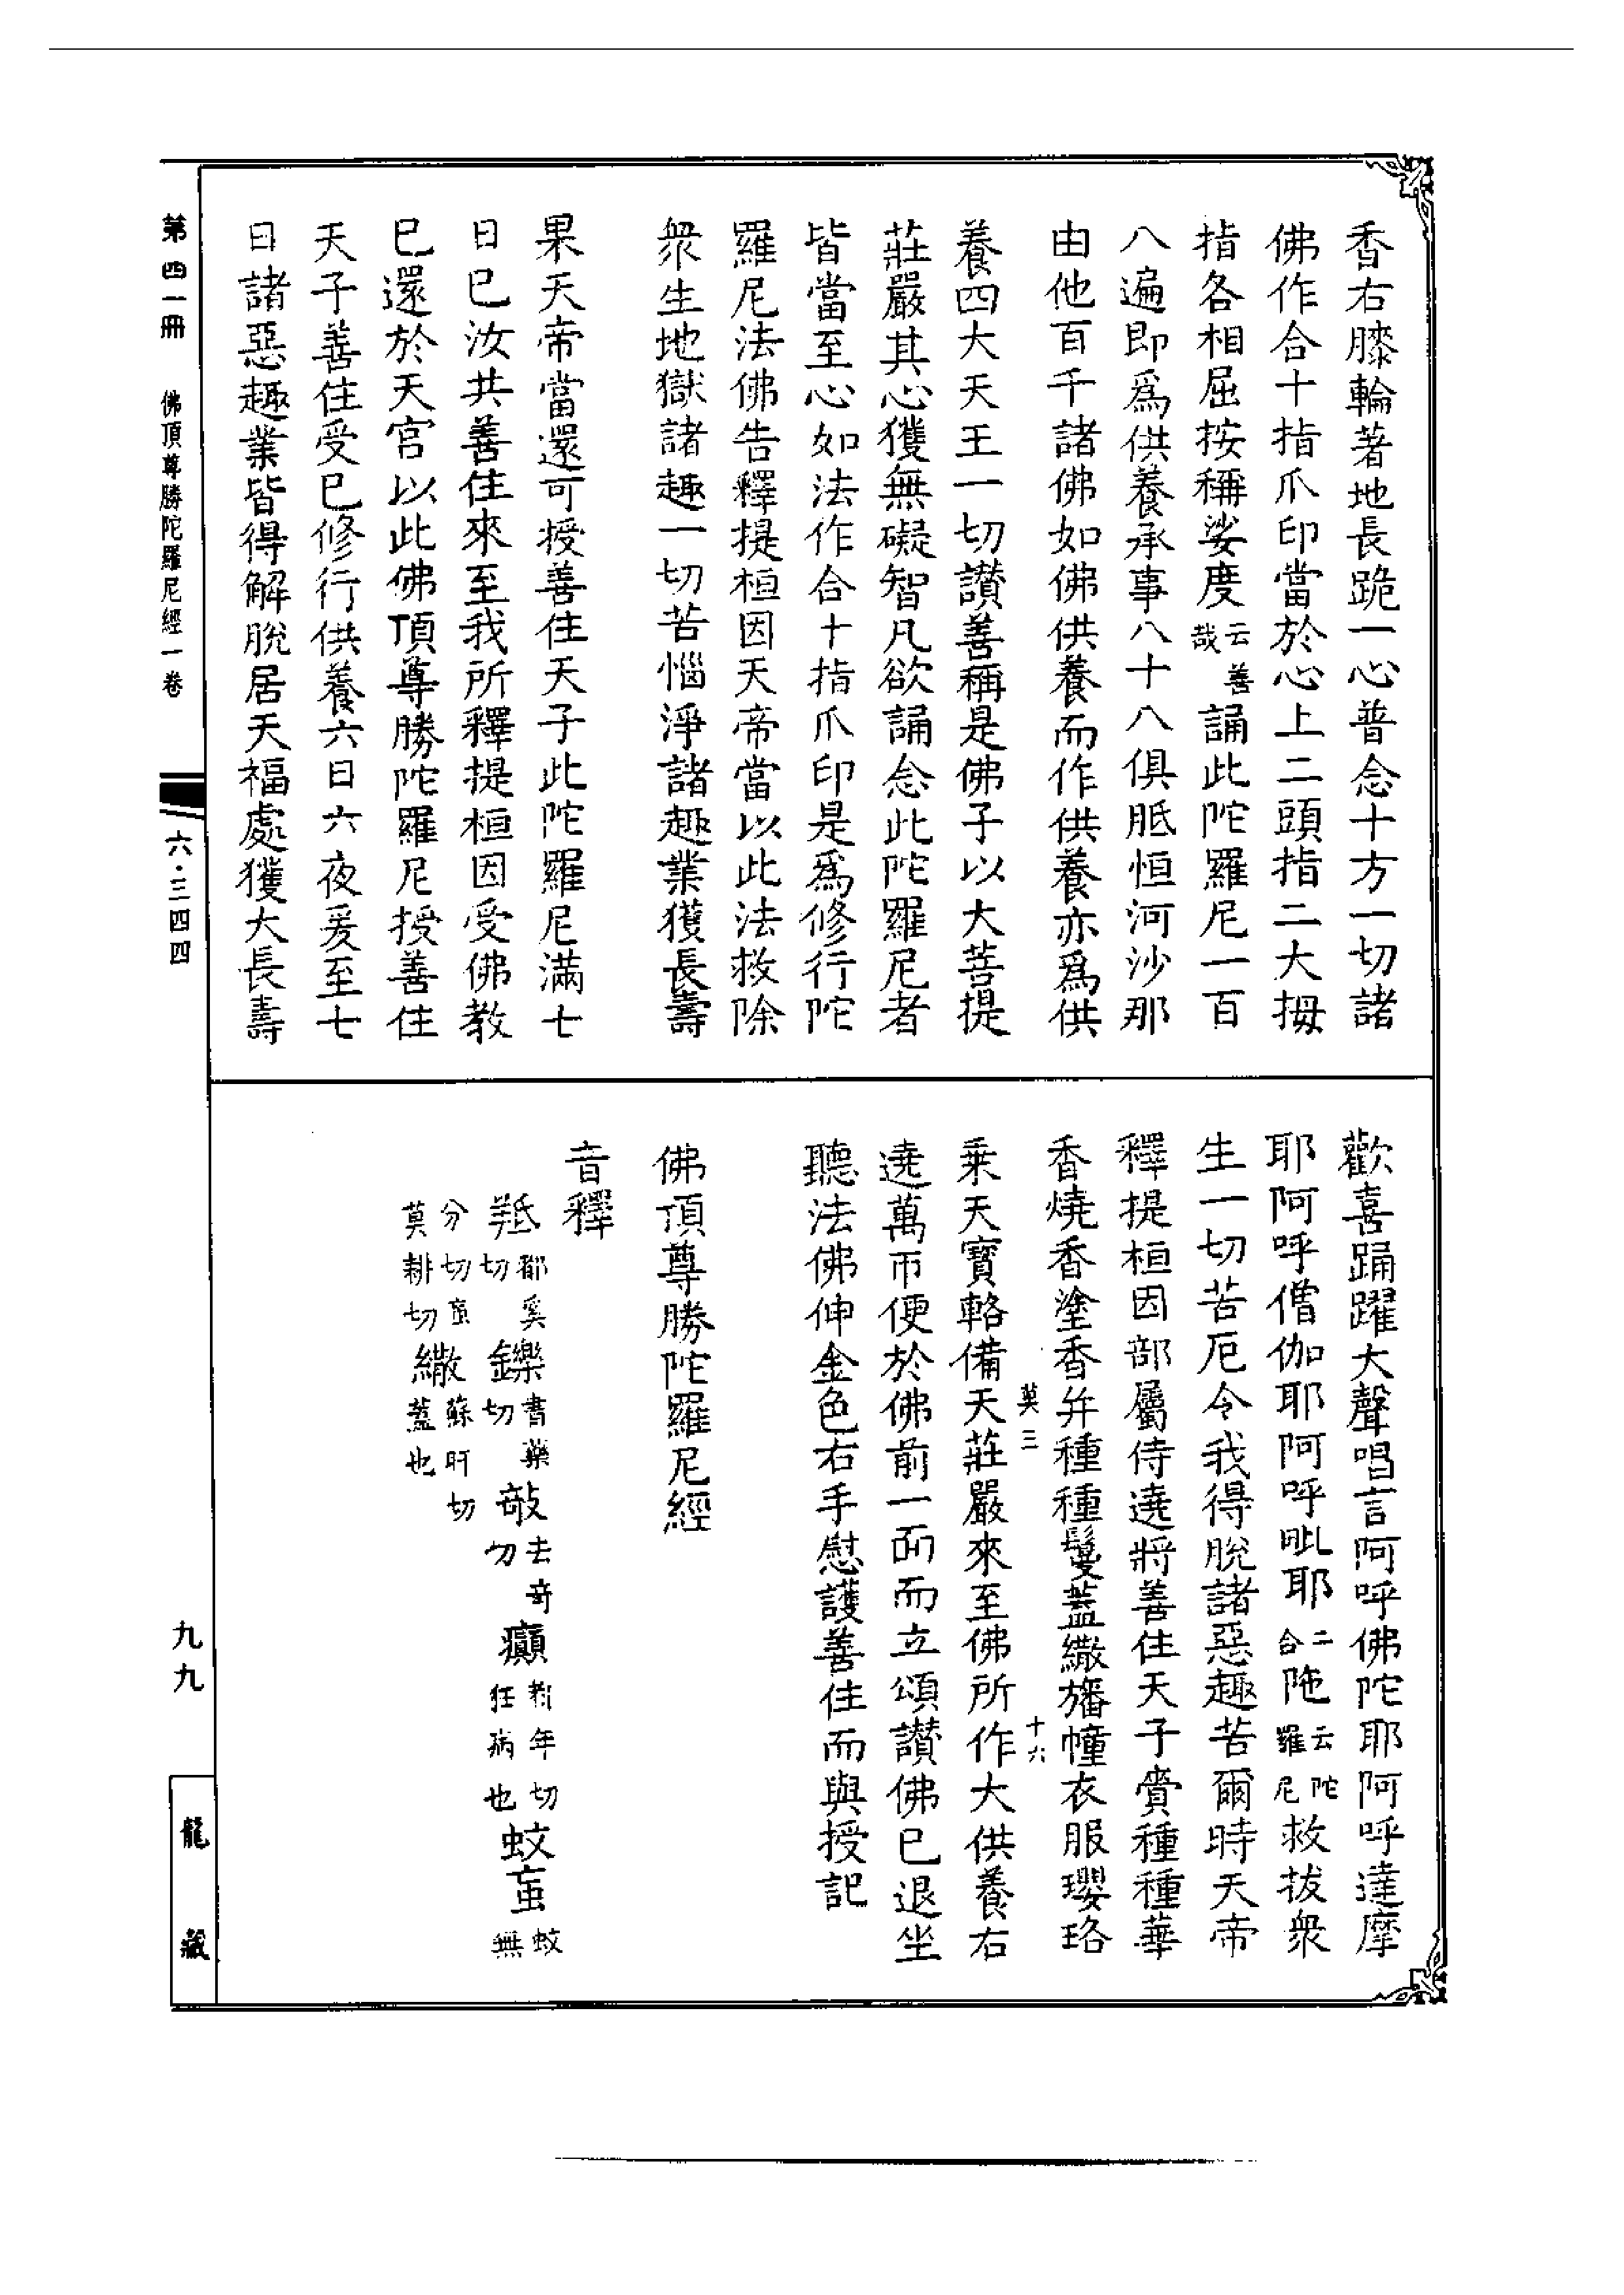 香右膝輪著地長跪一心普念十方一切諸
佛作合十指爪印當於心上二頭指二大拇
指各相屈按稱娑度云善哉誦此陀羅尼一百
八遍即爲供養承事八十八俱胝恒河沙那
由他百千諸佛如佛供養而作供養亦爲供
養四大天王一切讚善稱是佛子以大菩提
莊嚴其心獲無礙智凡欲誦念此陀羅尼者
皆當至心如法作合十指爪印是爲修行陀
羅尼法佛告釋提桓因天帝當以此法救除
衆生地獄諸趣一切苦惱淨諸趣業獲長壽
果天帝當還可授善住天子此陀羅尼滿七
日已汝共善住來至我所釋提桓因受佛教
已還於天宮以此佛頂尊勝陀羅尼授善住
天子善住受已修行供養六日六夜爰至七
日諸惡趣業皆得解脫居天福處獲大長壽
歡喜踊躍大聲唱言阿呼佛陀耶阿呼達摩
耶阿呼僧伽耶阿呼毗耶二合陁云陀羅尼救拔衆
生一切苦厄令我得脫諸惡趣苦爾時天帝
釋提桓因部屬侍遶將善住天子賫種種華
香燒香塗香并種種鬘蓋繖旛幢衣服瓔珞
莫三 十六
乘天寶輅備天莊嚴來至佛所作大供養右
遶萬帀便於佛前一面而立頌讚佛已退坐
聽法佛伸金色右手慰護善住而與授記
佛頂尊勝陀羅尼經
音釋
羝都奚切鑠書藥切敧去奇切癲都年切狂病也蚊䖟蚊無
分切䖟莫耕切繖蘇旰切蓋也
第四一冊 佛頂尊勝陀羅尼經一卷
六·三四四
九九
龍藏